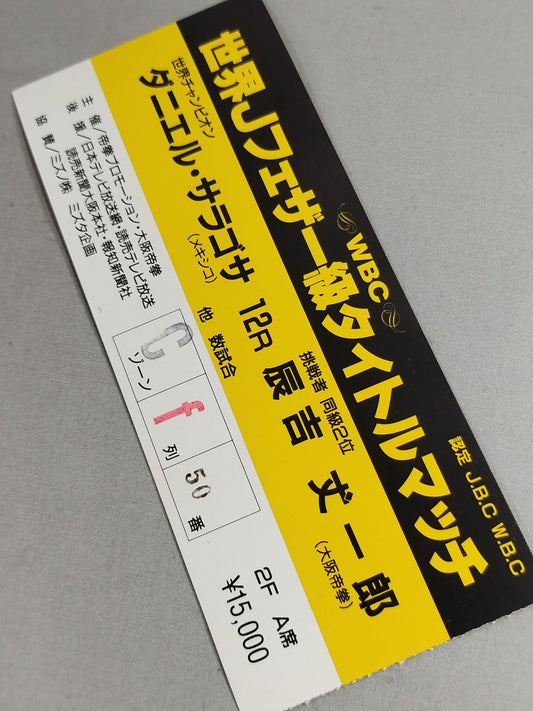 認定 J.B.C W.B.C
WBC
世界Jフェザー級タイトルマッチ
世界チャンピオン
ダニエル・サラゴサ
(メキシコ)
12R
挑戦者 同級2位
辰吉 丈一郎
(大阪帝拳)
他 数試合
主 催/帝拳プロモーション・大阪帝拳
後 援/日本テレビ放送網・読売テレビ放送
読売新聞大阪本社・報知新聞社
協 賛/ミズノ(株) ミズタ企画
C ゾーン f 列 50 番
2F A席
¥15,000